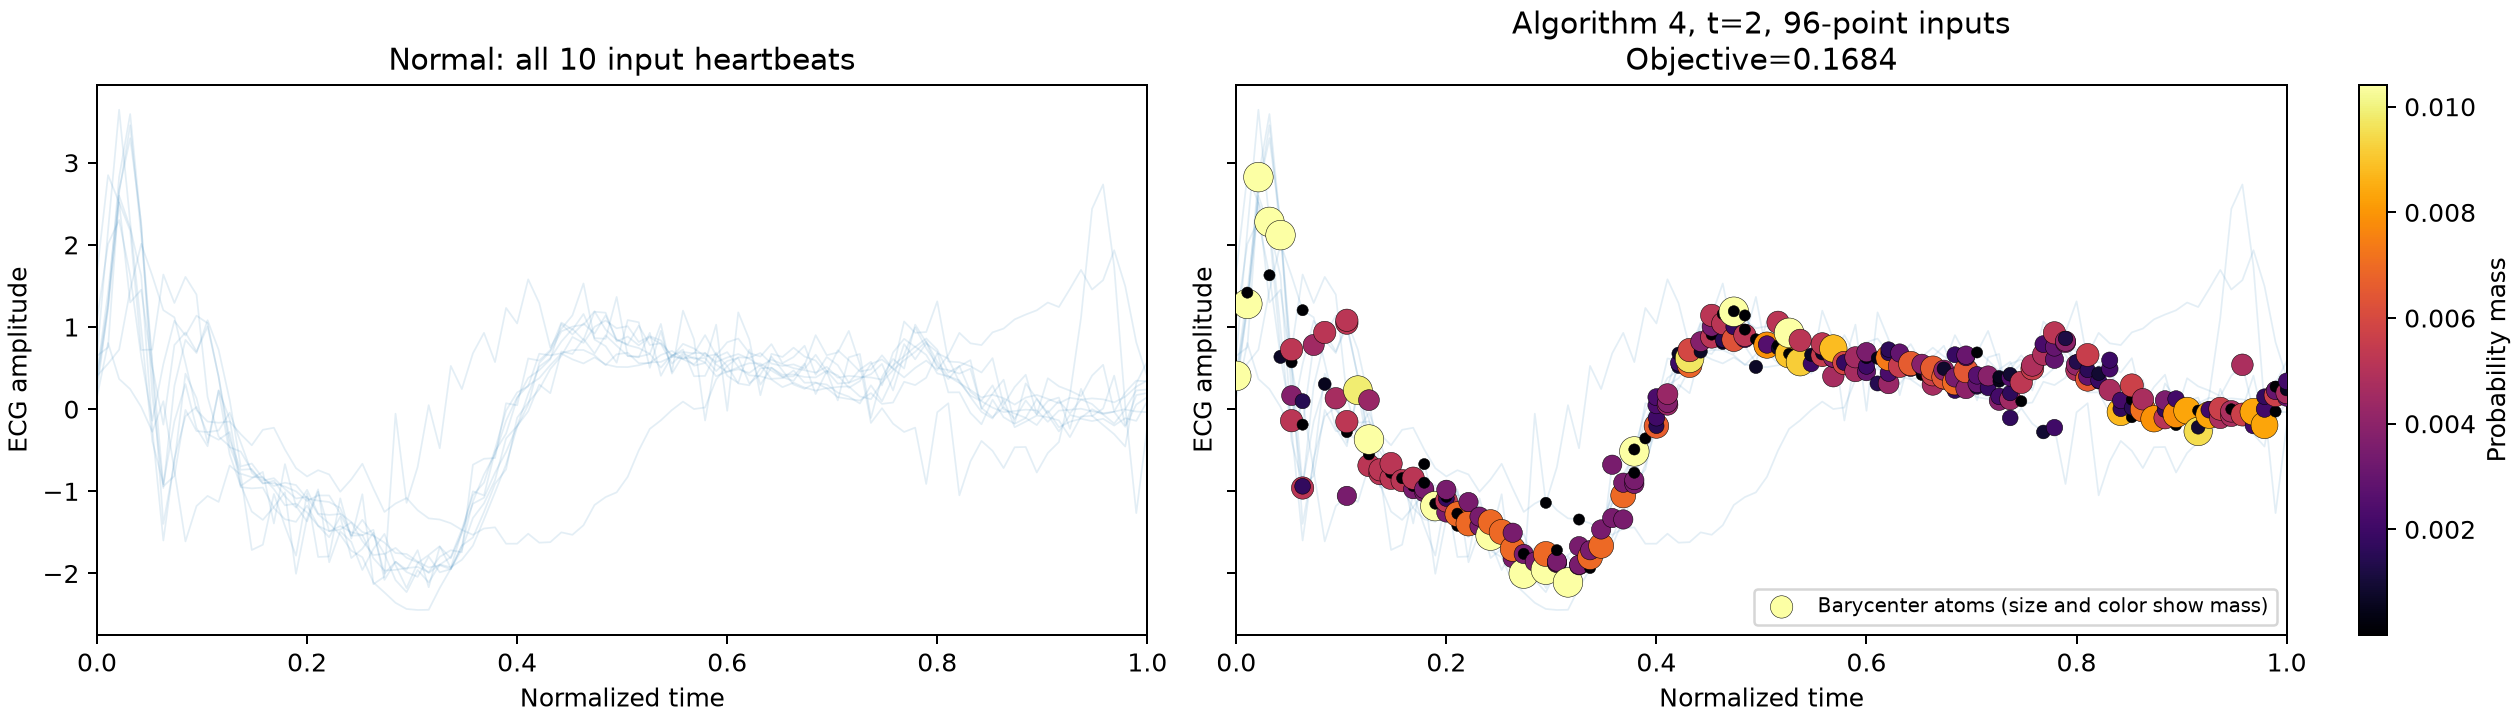 Normal: all 10 input heartbeats
3
2
1
0
−1
−2
ECG amplitude
0.0 0.2 0.4 0.6 0.8 1.0
Normalized time
Algorithm 4, t=2, 96-point inputs
Objective=0.1684
ECG amplitude
Barycenter atoms (size and color show mass)
0.0 0.2 0.4 0.6 0.8 1.0
Normalized time
0.010
0.008
0.006
0.004
0.002
Probability mass